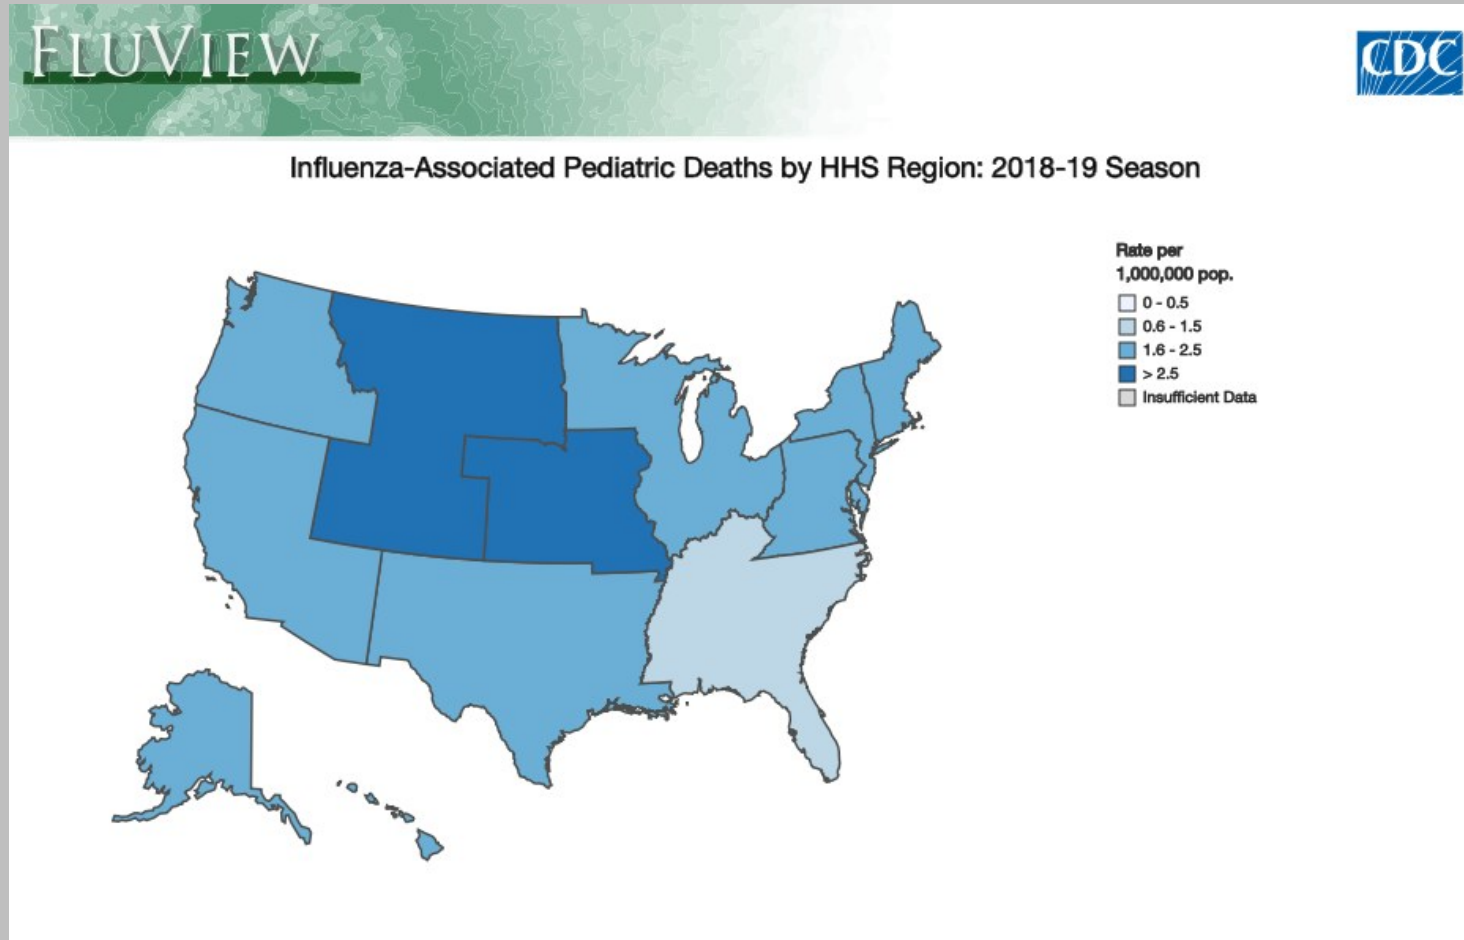 FLUVIEW
CDC
Influenza-Associated Pediatric Deaths by HHS Region: 2018-19 Season
Rate per
1,000,000 pop.
0 - 0.5
0.6 - 1.5
1.6 - 2.5
> 2.5
Insufficient Data